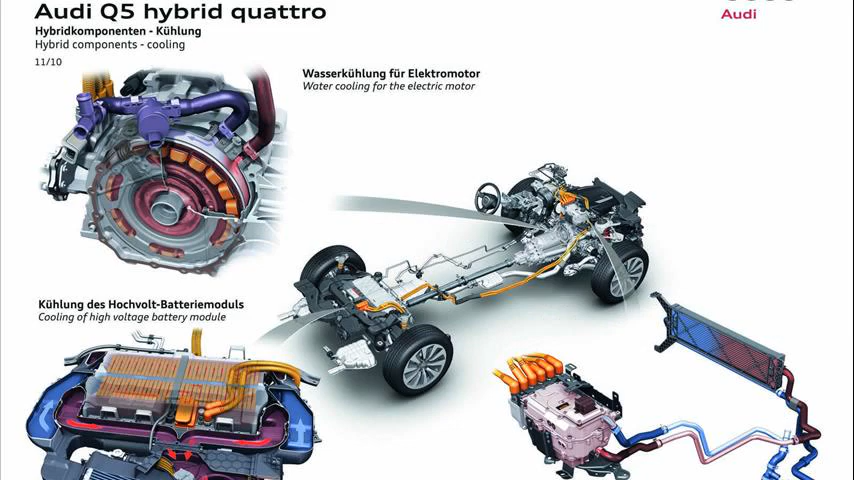 Audi Q5 hybrid quattro
Hybridkomponenten - Kühlung
Hybrid components - cooling
11/10
Audi
Wasserkühlung für Elektromotor
Water cooling for the electric motor
Kühlung des Hochvolt-Batteriemoduls
Cooling of high voltage battery module